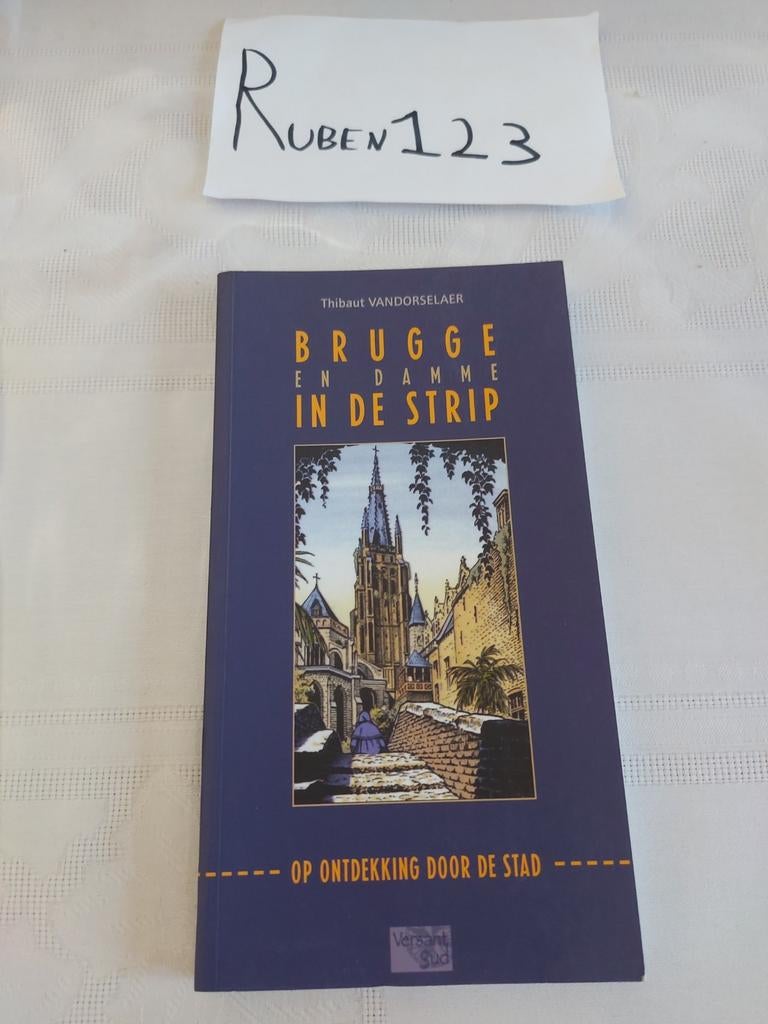 RUBEN123
Thibaut VANDORSELAER
BRUGGE
EN DAMME
IN DE STRIP
OP ONTDEKKING DOOR DE STAD
Versant
Sud